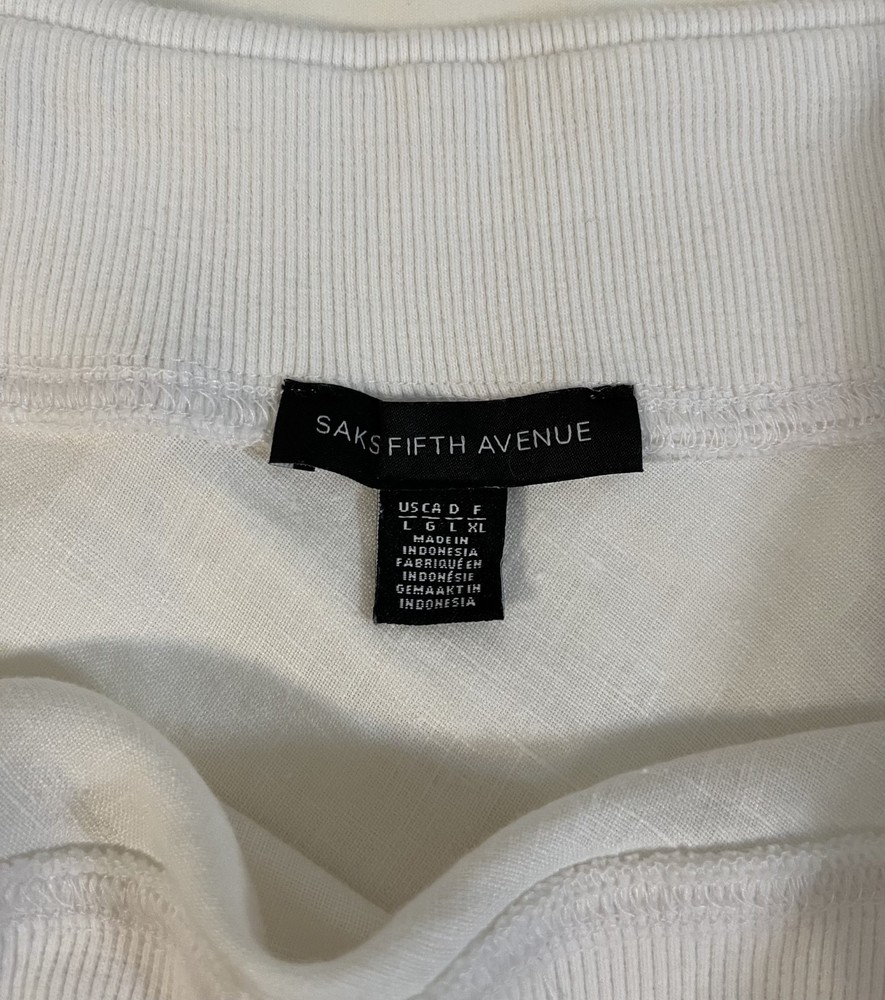 SAKS FIFTH AVENUE
US CA D F
L G L XL
MADE IN
INDONESIA
FABRIQUÉ EN
INDONÉSIE
GEMAAKT IN
INDONESIA